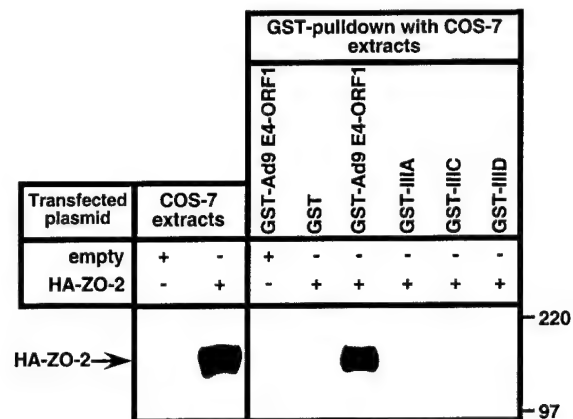 GST-pulldown with COS-7
extracts
GST-Ad9 E4-ORF1
GST
GST-Ad9 E4-ORF1
GST-IIIA
GST-IIIC
GST-IIID
Transfected
plasmid
COS-7
extracts
empty + - + - - - - -
HA-ZO-2 - + - + + + + +
220
HA-ZO-2
97